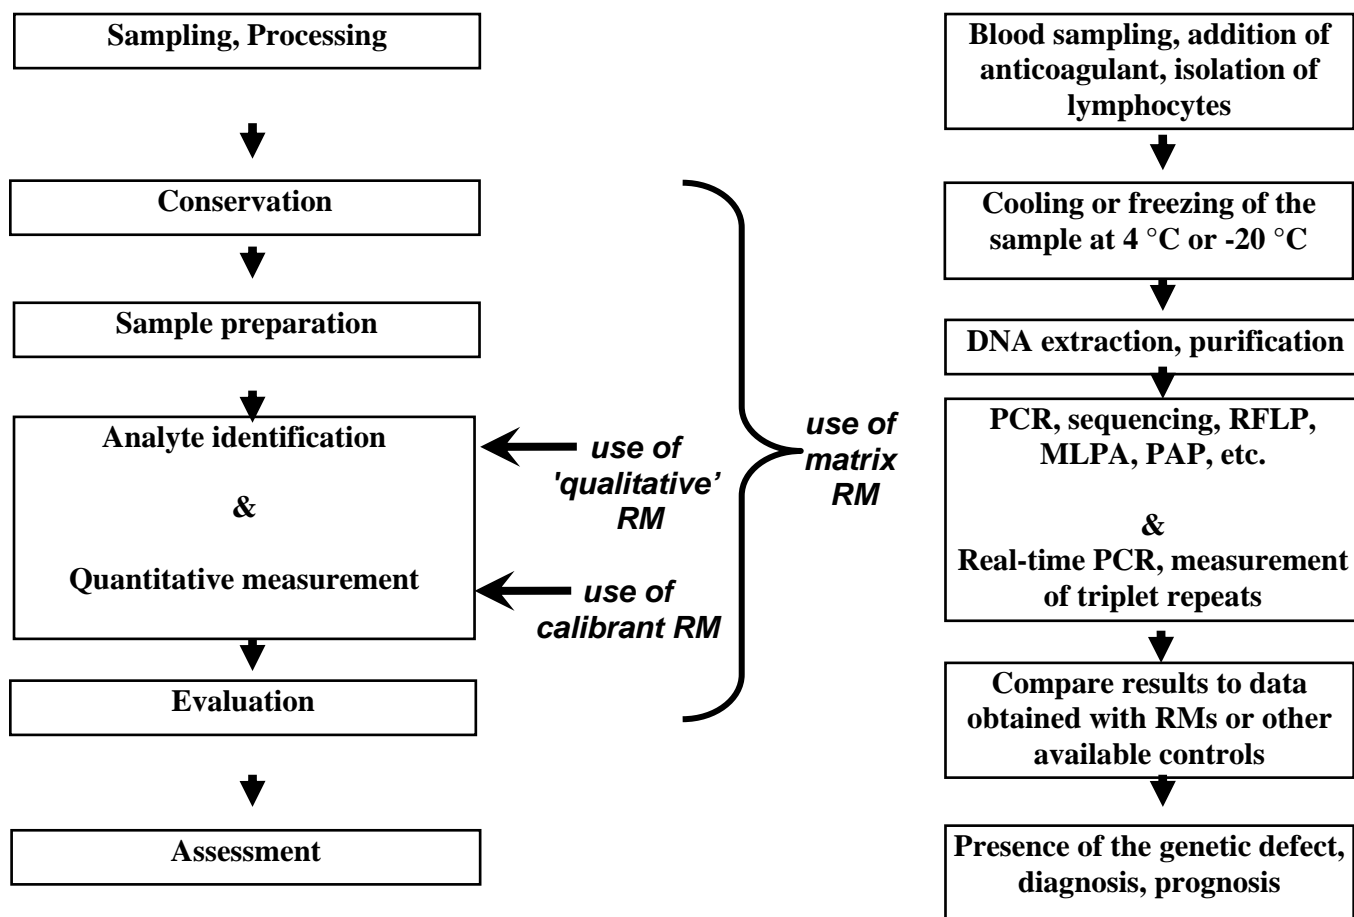 Sampling, Processing
Conservation
Sample preparation
Analyte identification
&
Quantitative measurement
Evaluation
Assessment
use of
'qualitative’
RM
use of
calibrant RM
use of
matrix
RM
Blood sampling, addition of
anticoagulant, isolation of
lymphocytes
Cooling or freezing of the
sample at 4 °C or -20 °C
DNA extraction, purification
PCR, sequencing, RFLP,
MLPA, PAP, etc.
&
Real-time PCR, measurement
of triplet repeats
Compare results to data
obtained with RMs or other
available controls
Presence of the genetic defect,
diagnosis, prognosis